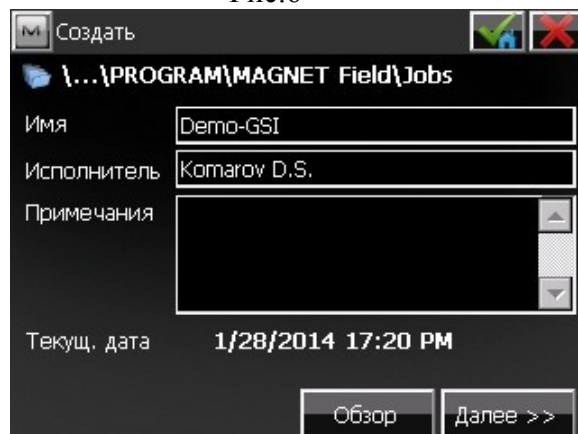 Создать
\...\PROGRAM\MAGNET Field\Jobs
Имя
Demo-GSI
Исполнитель
Komarov D.S.
Примечания
Текущ. дата
1/28/2014 17:20 PM
Обзор
Далее >>